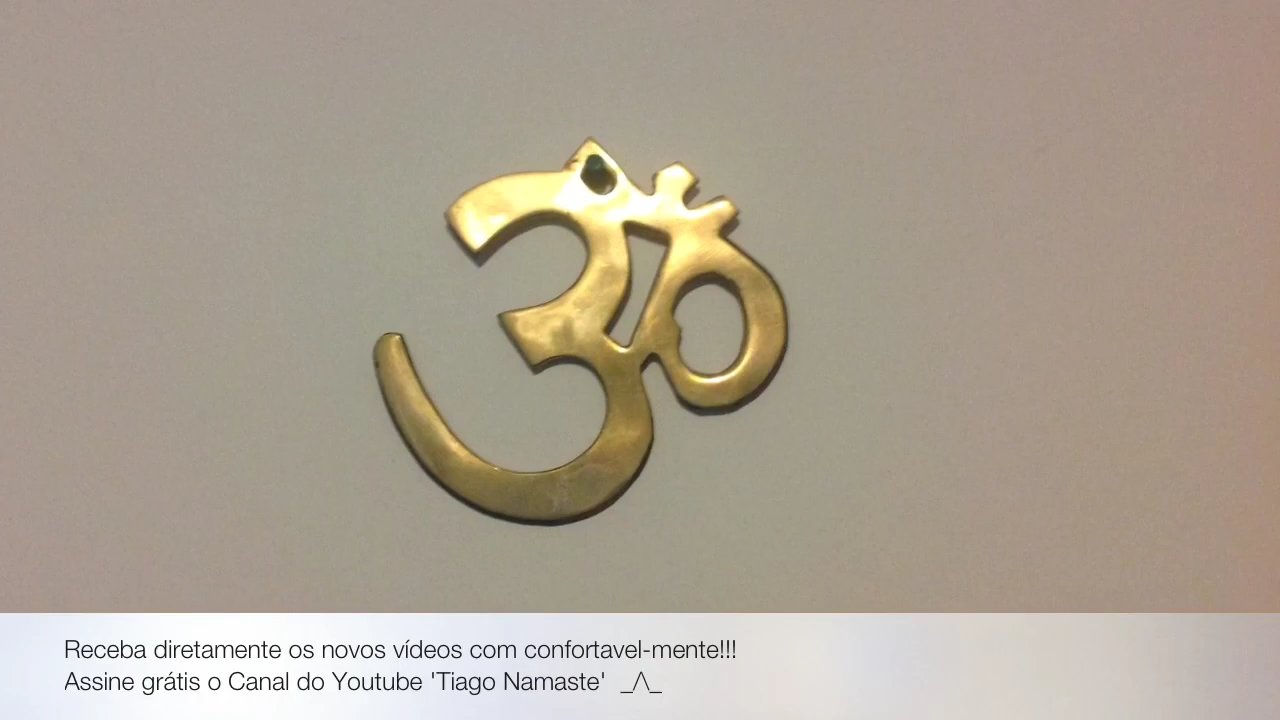 ॐ
Receba diretamente os novos vídeos com confortavel-mente!!!
Assine grátis o Canal do Youtube 'Tiago Namaste'  _/\_